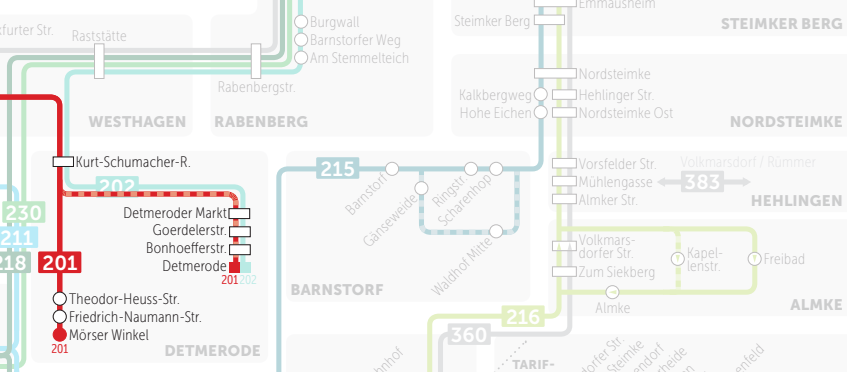 Emmausheim
Burgwall
Steimker Berg
STEIMKER BERG
Raststätte
Barnstorfer Weg
Am Stemmelteich
Rabenbergstr.
Nordsteimke
Kalkbergweg
Hehlinger Str.
Hohe Eichen
Nordsteimke Ost
WESTHAGEN
RABENBERG
NORDSTEIMKE
Kurt-Schumacher-R.
215
Vorsfelder Str.
Volkmarsdorf / Rümmer
202
Barnstorf
Gänseweide
Ringstr.
Scharenhop
Mühlengasse
383
Almker Str.
HEHLINGEN
230
Detmeroder Markt
211
Goerdelerstr.
Bonhoefferstr.
Waldhof Mitte
Volkmars-
dorfer Str.
Kapel-
lenstr.
Freibad
218
201
Detmerode
201
202
Zum Siekberg
BARNSTORF
Theodor-Heuss-Str.
Almke
ALMKE
Friedrich-Naumann-Str.
216
Mörser Winkel
360
201
DETMERODE
TARIF-